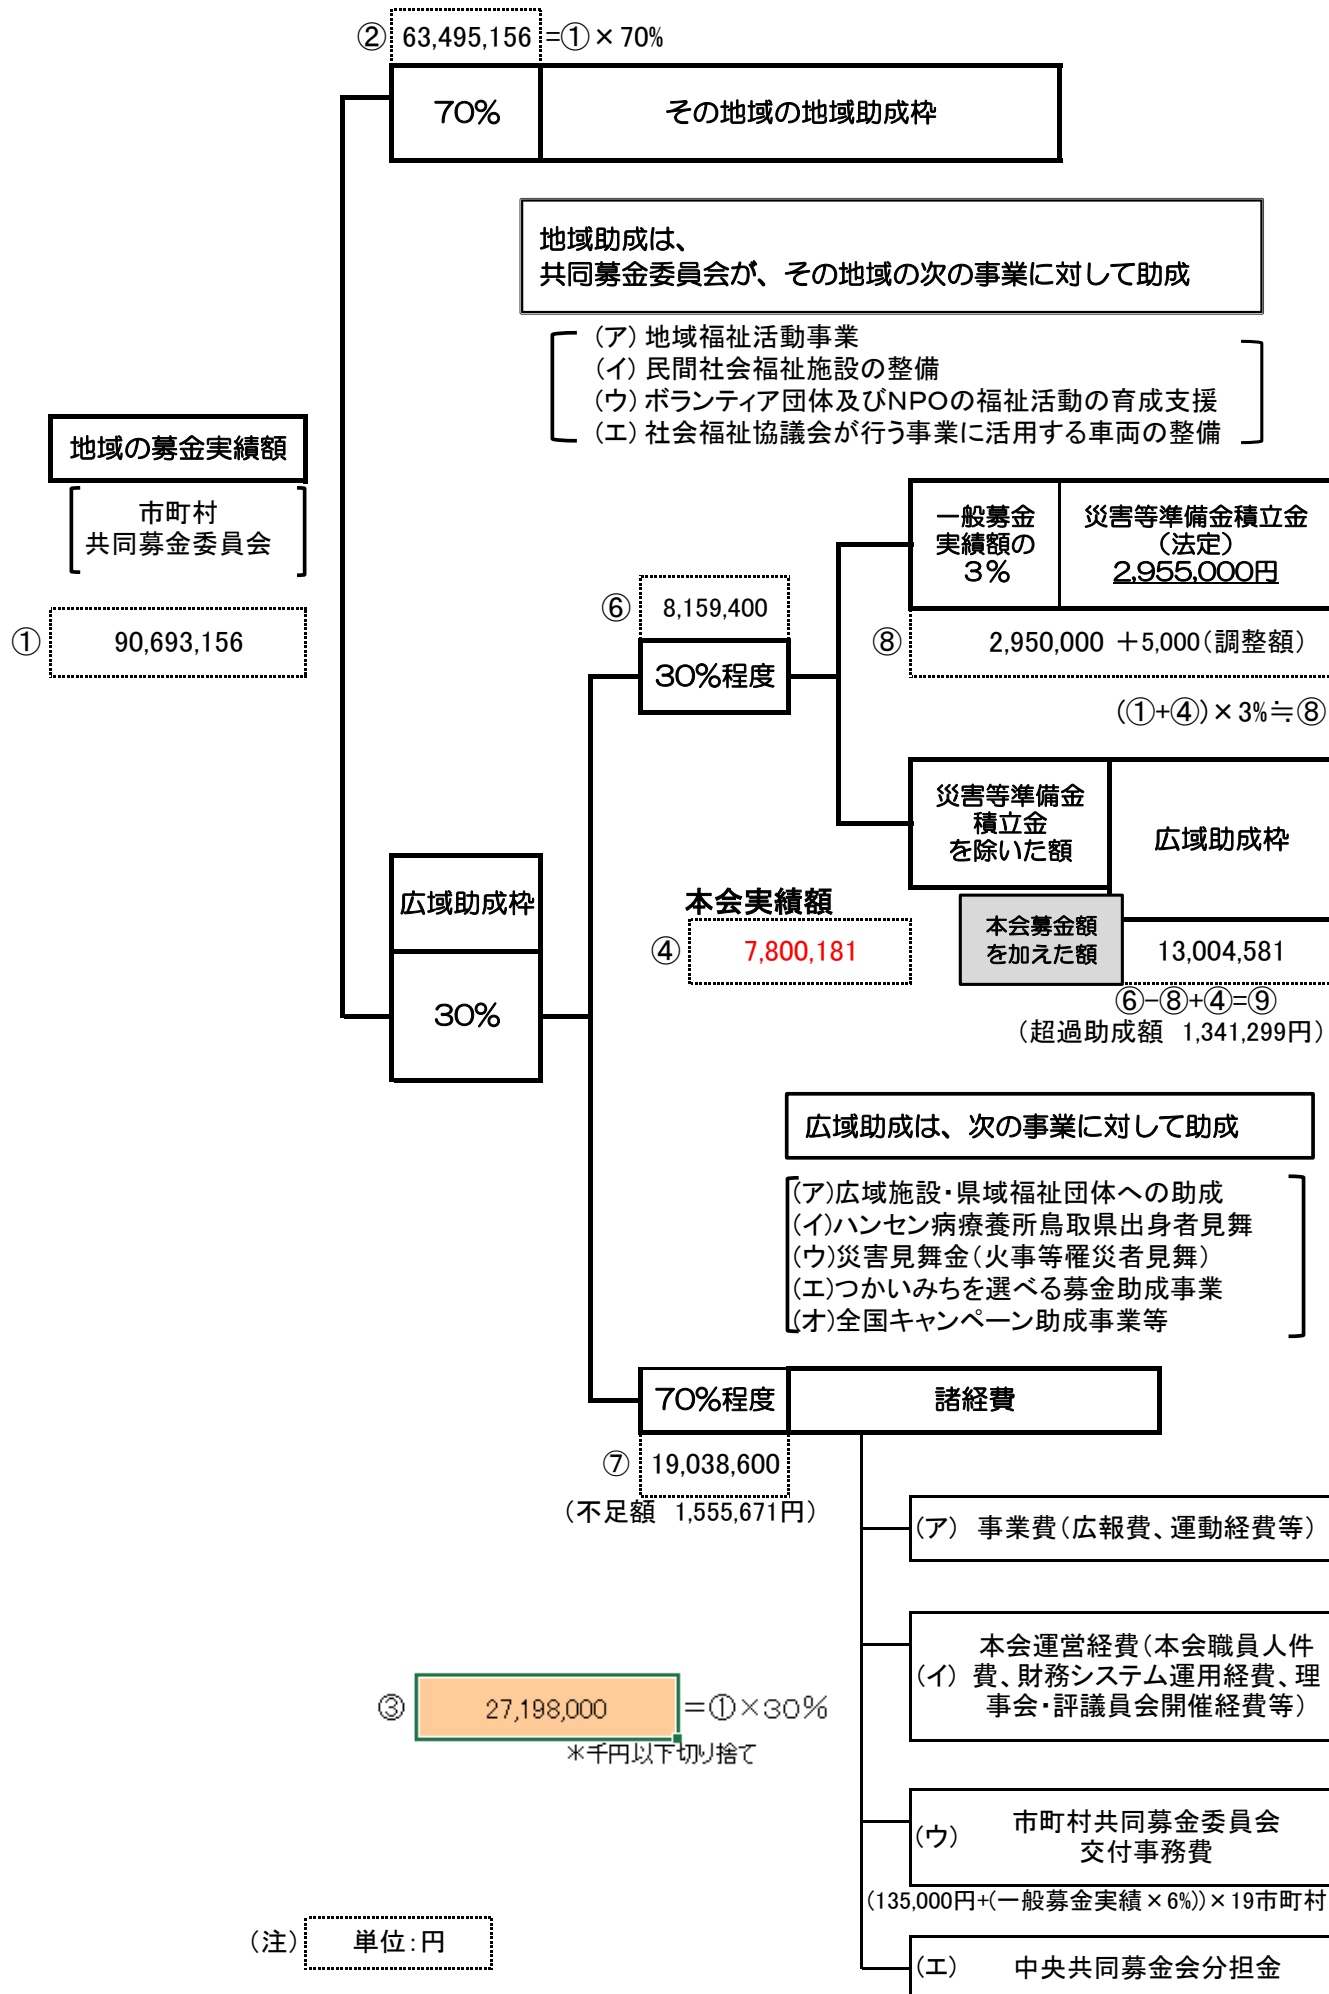 ② 63,495,156 =①×70%
70% その地域の地域助成枠
地域助成は、
共同募金委員会が、その地域の次の事業に対して助成
(ア) 地域福祉活動事業
(イ) 民間社会福祉施設の整備
(ウ) ボランティア団体及びNPOの福祉活動の育成支援
(エ) 社会福祉協議会が行う事業に活用する車両の整備
地域の募金実績額
市町村
共同募金委員会
① 90,693,156
一般募金
実績額の
3%
災害等準備金積立金
(法定)
2,955,000円
⑥ 8,159,400
30%程度
⑧ 2,950,000 +5,000(調整額)
(①+④)×3%≒⑧
災害等準備金
積立金
を除いた額
広域助成枠
広域助成枠
30%
本会実績額
④ 7,800,181
本会募金額
を加えた額
13,004,581
⑥-⑧+④=⑨
(超過助成額 1,341,299円)
広域助成は、次の事業に対して助成
(ア)広域施設・県域福祉団体への助成
(イ)ハンセン病療養所鳥取県出身者見舞
(ウ)災害見舞金(火事等罹災者見舞)
(エ)つかいみちを選べる募金助成事業
(オ)全国キャンペーン助成事業等
70%程度 諸経費
⑦ 19,038,600
(不足額 1,555,671円)
(ア) 事業費(広報費、運動経費等)
(イ) 本会運営経費(本会職員人件
費、財務システム運用経費、理
事会・評議員会開催経費等)
③ 27,198,000 =①×30%
*千円以下切り捨て
(ウ) 市町村共同募金委員会
交付事務費
(135,000円+(一般募金実績×6%))×19市町村
(注) 単位:円
(エ) 中央共同募金会分担金